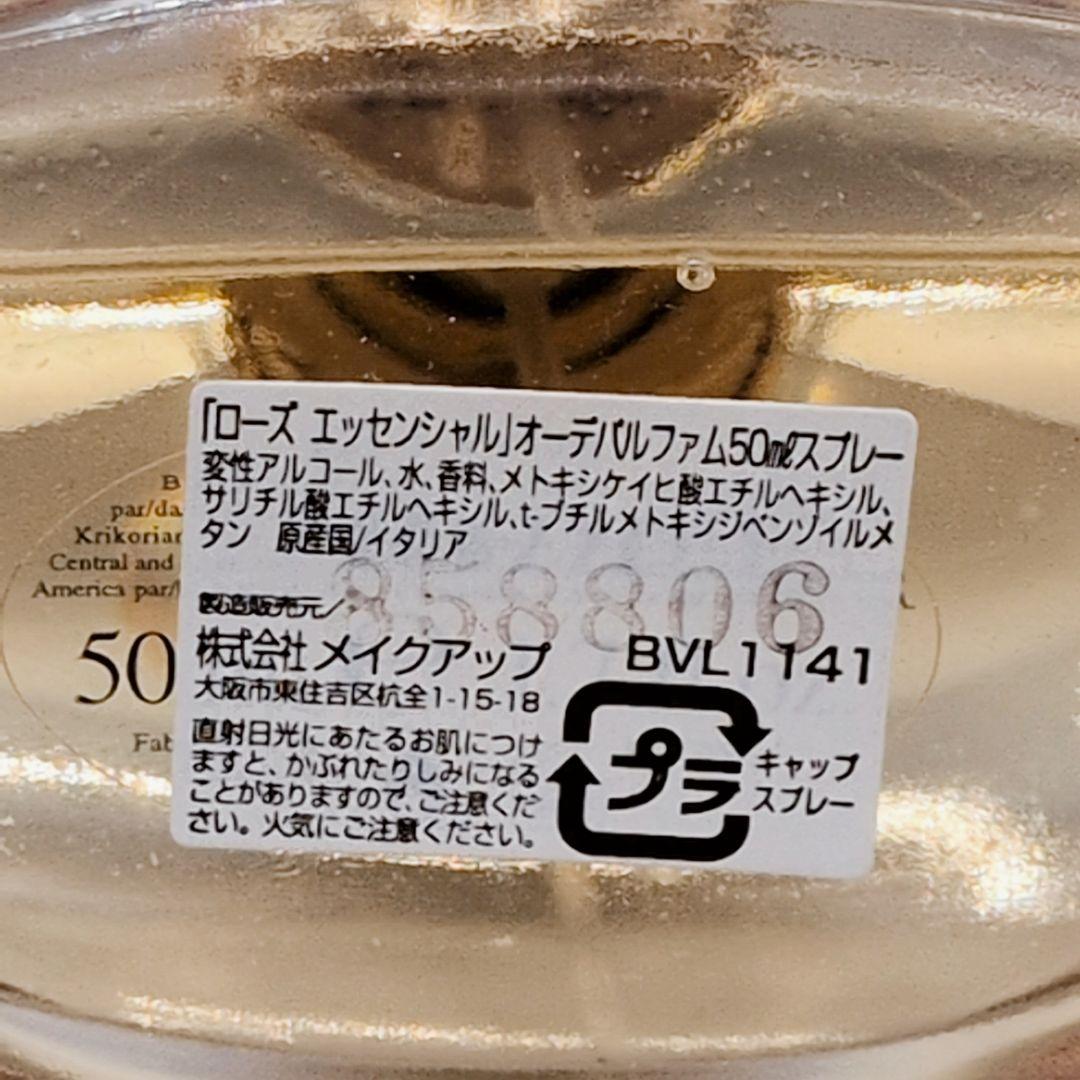 「ローズ エッセンシャル」オーデパルファム50mlスプレー
変性アルコール、水、香料、メトキシケイヒ酸エチルヘキシル、
サリチル酸エチルヘキシル、t-ブチルメトキシジベンゾイルメ
タン 原産国/イタリア
858806
製造販売元/
株式会社 メイクアップ
BVL1141
大阪市東住吉区杭全1-15-18
直射日光にあたるお肌につけ
ますと、かぶれたりしみになる
ことがありますので、ご注意くだ
さい。火気にご注意ください。
プラ
キャップ
スプレー
par/da
Krikorian
Central and
America par/
50
Fab